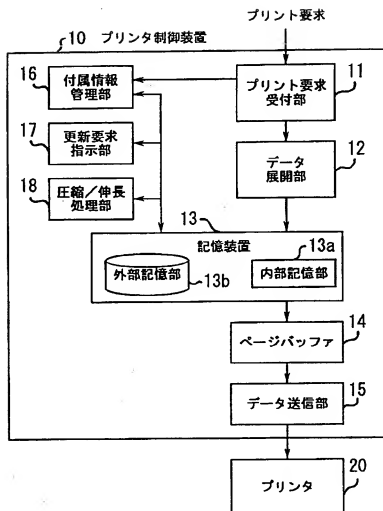 プリント要求
10 プリンタ制御装置
16
付属情報
管理部
プリント要求
受付部
11
17
更新要求
指示部
データ
展開部
12
18
圧縮/伸長
処理部
13
記憶装置
13a
外部記憶部
13b
内部記憶部
ページバッファ
14
データ送信部
15
プリンタ
20